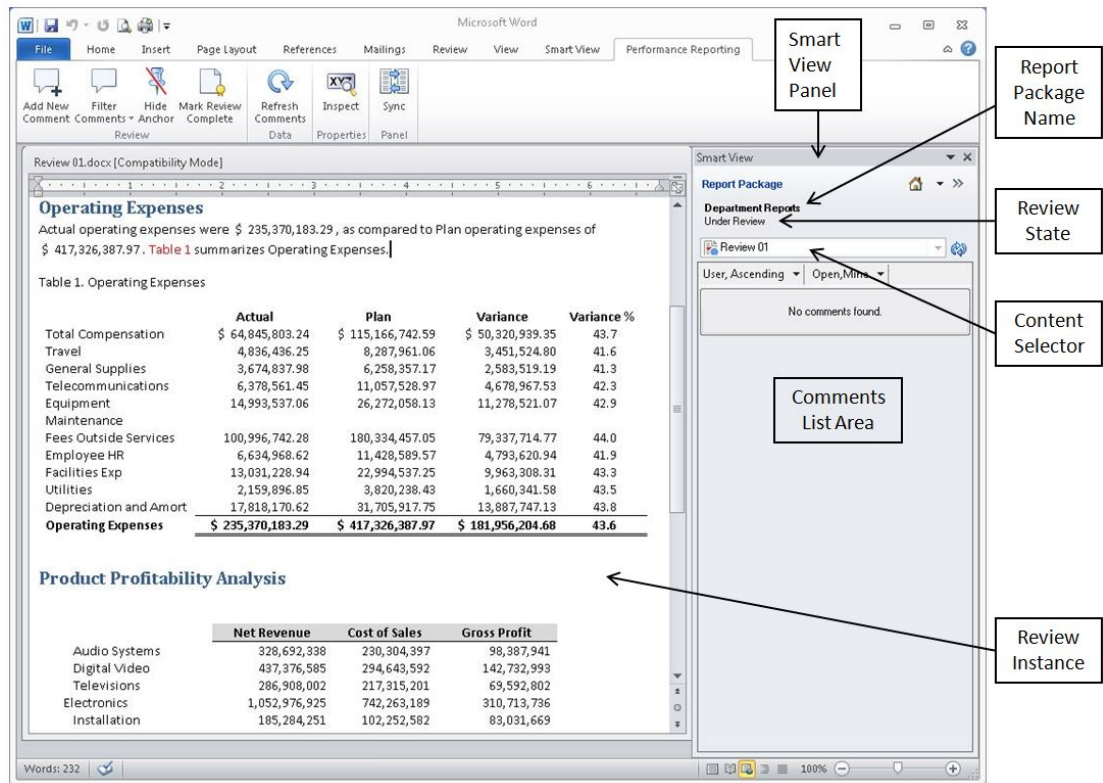 Microsoft Word
File Home Insert Page Layout References Mailings Review View Smart View Performance Reporting
Add New Comment
Filter Comments
Hide Anchor
Mark Review Complete
Refresh Comments
Inspect
Sync
Review Data Properties Panel
Review 01.docx [Compatibility Mode]
1 1 2 3 4 5 6
Operating Expenses
Actual operating expenses were $ 235,370,183.29, as compared to Plan operating expenses of
$ 417,326,387.97. Table 1 summarizes Operating Expenses.
Table 1. Operating Expenses
Actual Plan Variance Variance %
Total Compensation $ 64,845,803.24 $ 115,166,742.59 $ 50,320,939.35 43.7
Travel 4,836,436.25 8,287,961.06 3,451,524.80 41.6
General Supplies 3,674,837.98 6,258,357.17 2,583,519.19 41.3
Telecommunications 6,378,561.45 11,057,528.97 4,678,967.53 42.3
Equipment 14,993,537.06 26,272,058.13 11,278,521.07 42.9
Maintenance
Fees Outside Services 100,996,742.28 180,334,457.05 79,337,714.77 44.0
Employee HR 6,634,968.62 11,428,589.57 4,793,620.94 41.9
Facilities Exp 13,031,228.94 22,994,537.25 9,963,308.31 43.3
Utilities 2,159,896.85 3,820,238.43 1,660,341.58 43.5
Depreciation and Amort 17,818,170.62 31,705,917.75 13,887,747.13 43.8
Operating Expenses $ 235,370,183.29 $ 417,326,387.97 $ 181,956,204.68 43.6
Product Profitability Analysis
Net Revenue Cost of Sales Gross Profit
Audio Systems 328,692,338 230,304,397 98,387,941
Digital Video 437,376,585 294,643,592 142,732,993
Televisions 286,908,002 217,315,201 69,592,802
Electronics 1,052,976,925 742,263,189 310,713,736
Installation 185,284,251 102,252,582 83,031,669
Words: 232
100%
Smart View
Report Package
Department Reports
Under Review
Review 01
User, Ascending Open,Mine
No comments found.
Smart
View
Panel
Report
Package
Name
Review
State
Content
Selector
Comments
List Area
Review
Instance